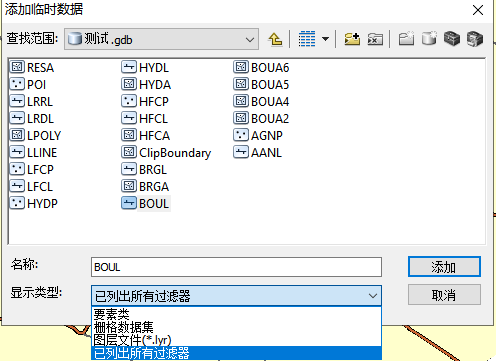 添加临时数据
查找范围: 测试.gdb
RESA
POI
LRRL
LRDL
LPOLY
LLINE
LFCP
LFCL
HYDP
HYDL
HYDA
HFCP
HFCL
HFCA
ClipBoundary
BRGL
BRGA
BOUL
BOUA6
BOUA5
BOUA4
BOUA2
AGNP
AANL
名称: BOUL 添加
显示类型: 已列出所有过滤器 取消
要素类
栅格数据集
图层文件(*.lyr)
已列出所有过滤器